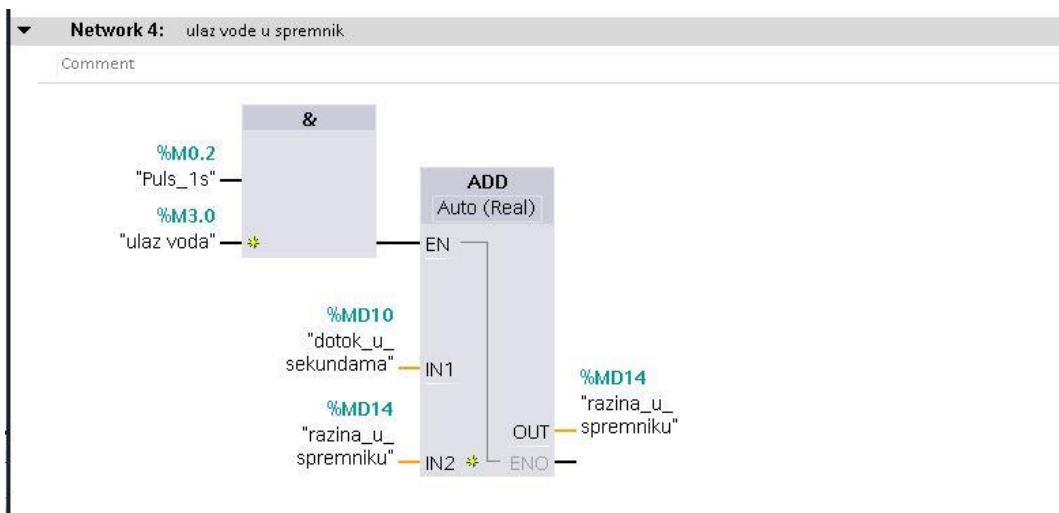 Network 4: ulaz vode u spremnik
Comment
&
%M0.2
"Puls_1s"
%M3.0
"ulaz voda"
ADD
Auto (Real)
EN
%MD10
"dotok_u_
sekundama"
IN1
%MD14
"razina_u_
spremniku"
IN2
%MD14
"razina_u_
spremniku"
OUT
ENO